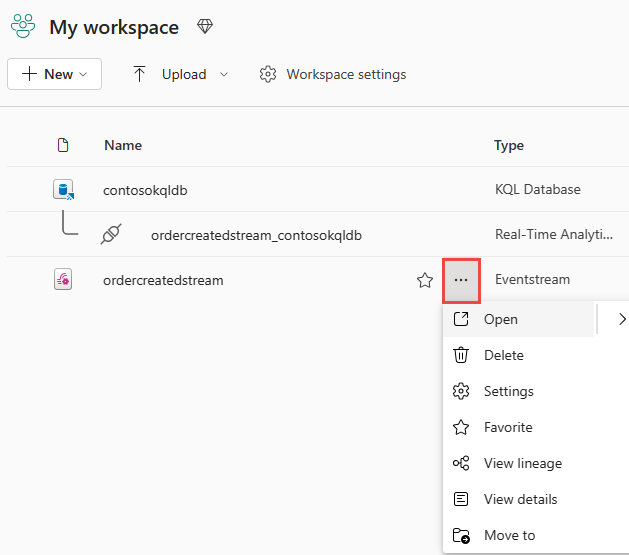 My workspace
New
Upload
Workspace settings
Name Type
contosokqldb KQL Database
ordercreatedstream_contosokqldb Real-Time Analyti...
ordercreatedstream ... Eventstream
Open
Delete
Settings
Favorite
View lineage
View details
Move to